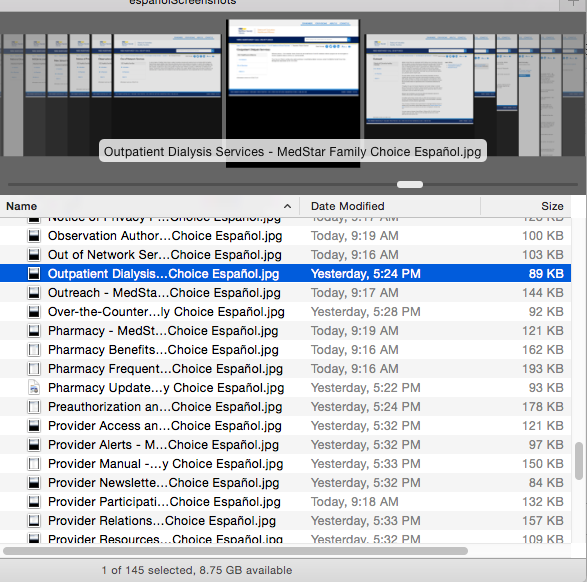 españolScreenshots
Outpatient Dialysis Services - MedStar Family Choice Español.jpg
Name Date Modified Size
Notice of Privacy P…Choice Español.jpg Today, 9:17 AM 126 KB
Observation Author...Choice Español.jpg Today, 9:19 AM 100 KB
Out of Network Ser...Choice Español.jpg Today, 9:16 AM 103 KB
Outpatient Dialysis...Choice Español.jpg Yesterday, 5:24 PM 89 KB
Outreach - MedSta...Choice Español.jpg Today, 9:17 AM 144 KB
Over-the-Counter...ly Choice Español.jpg Yesterday, 5:28 PM 92 KB
Pharmacy - MedSt...Choice Español.jpg Today, 9:19 AM 121 KB
Pharmacy Benefits...Choice Español.jpg Today, 9:16 AM 162 KB
Pharmacy Frequent...Choice Español.jpg Today, 9:16 AM 193 KB
Pharmacy Update...y Choice Español.jpg Yesterday, 5:22 PM 93 KB
Preauthorization an...Choice Español.jpg Yesterday, 5:24 PM 178 KB
Provider Access an...Choice Español.jpg Yesterday, 5:32 PM 121 KB
Provider Alerts - M...Choice Español.jpg Yesterday, 5:32 PM 97 KB
Provider Manual -...y Choice Español.jpg Yesterday, 5:33 PM 150 KB
Provider Newslette...Choice Español.jpg Yesterday, 5:32 PM 84 KB
Provider Participati...Choice Español.jpg Today, 9:18 AM 132 KB
Provider Relations...Choice Español.jpg Yesterday, 5:33 PM 157 KB
Provider Resources...Choice Español.jpg Yesterday, 5:32 PM 109 KB
1 of 145 selected, 8.75 GB available